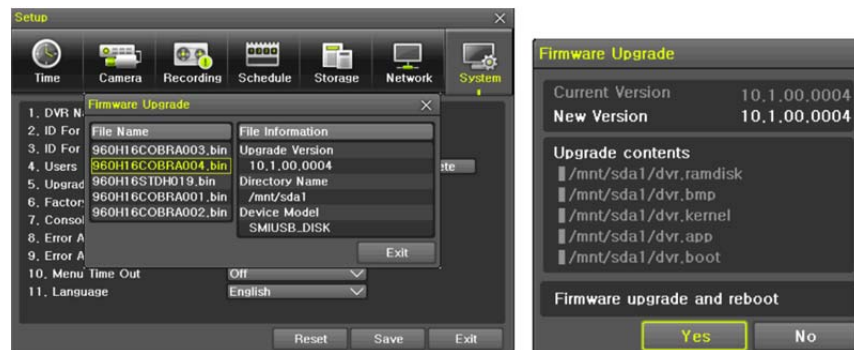 Setup
Time Camera Recording Schedule Storage Network System
1. DVR N
2. ID For
3. ID For
4. Users
5. Upgrad
6. Factor
7. Consol
8. Error A
9. Error A
10. Menu Time Out Off
11. Language English
ete
Firmware Upgrade
File Name
960H16COBRA003.bin
960H16COBRA004.bin
960H16STDH019.bin
960H16COBRA001.bin
960H16COBRA002.bin
File Information
Upgrade Version
10.1.00.0004
Directory Name
/mnt/sda1
Device Model
SMIUSB_DISK
Exit
Reset Save Exit
Firmware Upgrade
Current Version 10.1.00.0004
New Version 10.1.00.0004
Upgrade contents
/mnt/sda1/dvr.ramdisk
/mnt/sda1/dvr.bmp
/mnt/sda1/dvr.kernel
/mnt/sda1/dvr.app
/mnt/sda1/dvr.boot
Firmware upgrade and reboot
Yes No